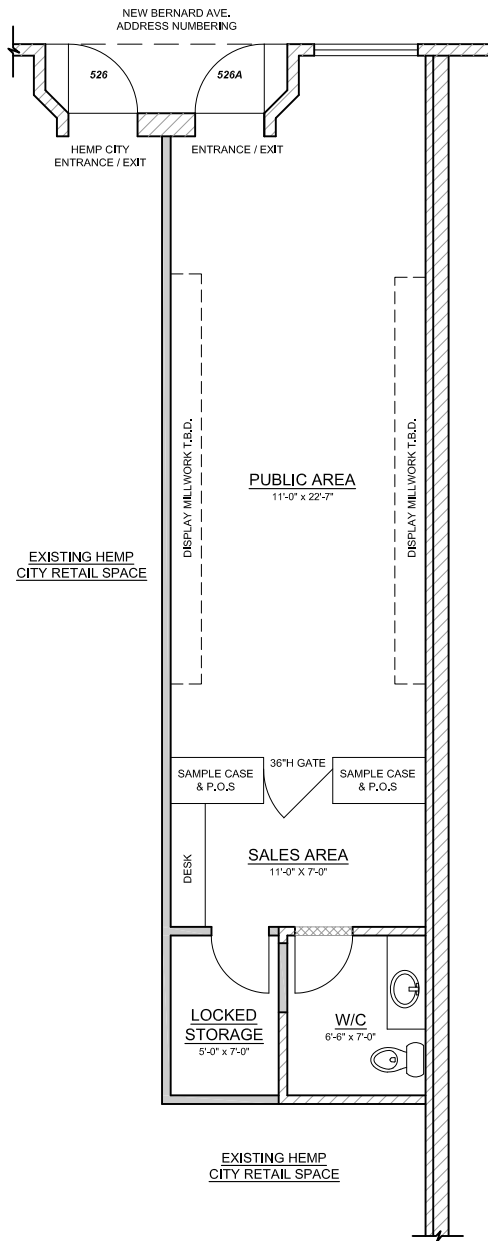 NEW BERNARD AVE.
ADDRESS NUMBERING
526
526A
HEMP CITY
ENTRANCE / EXIT
ENTRANCE / EXIT
DISPLAY MILLWORK T.B.D.
DISPLAY MILLWORK T.B.D.
PUBLIC AREA
11'-0" x 22'-7"
EXISTING HEMP
CITY RETAIL SPACE
36"H GATE
SAMPLE CASE
& P.O.S
SAMPLE CASE
& P.O.S
DESK
SALES AREA
11'-0" X 7'-0"
LOCKED
STORAGE
5'-0" x 7'-0"
W/C
6'-6" x 7'-0"
EXISTING HEMP
CITY RETAIL SPACE